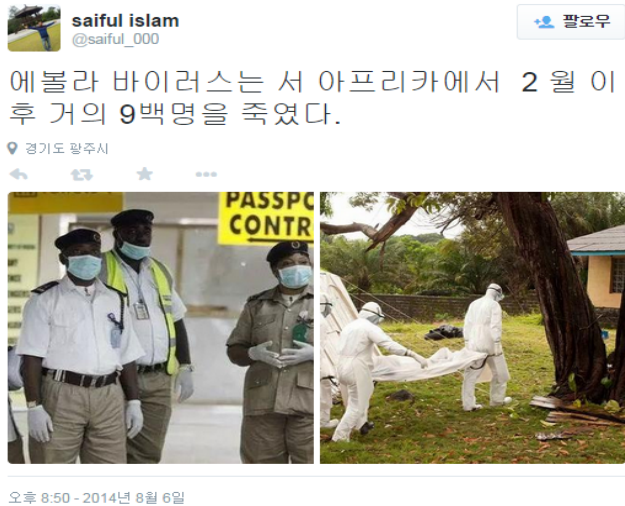 saiful islam
@saiful_000
팔로우
에볼라 바이러스는 서 아프리카에서 2 월 이
후 거의 9백명을 죽였다.
경기도 광주시
PASSPO
CONTR
오후 8:50 - 2014년 8월 6일